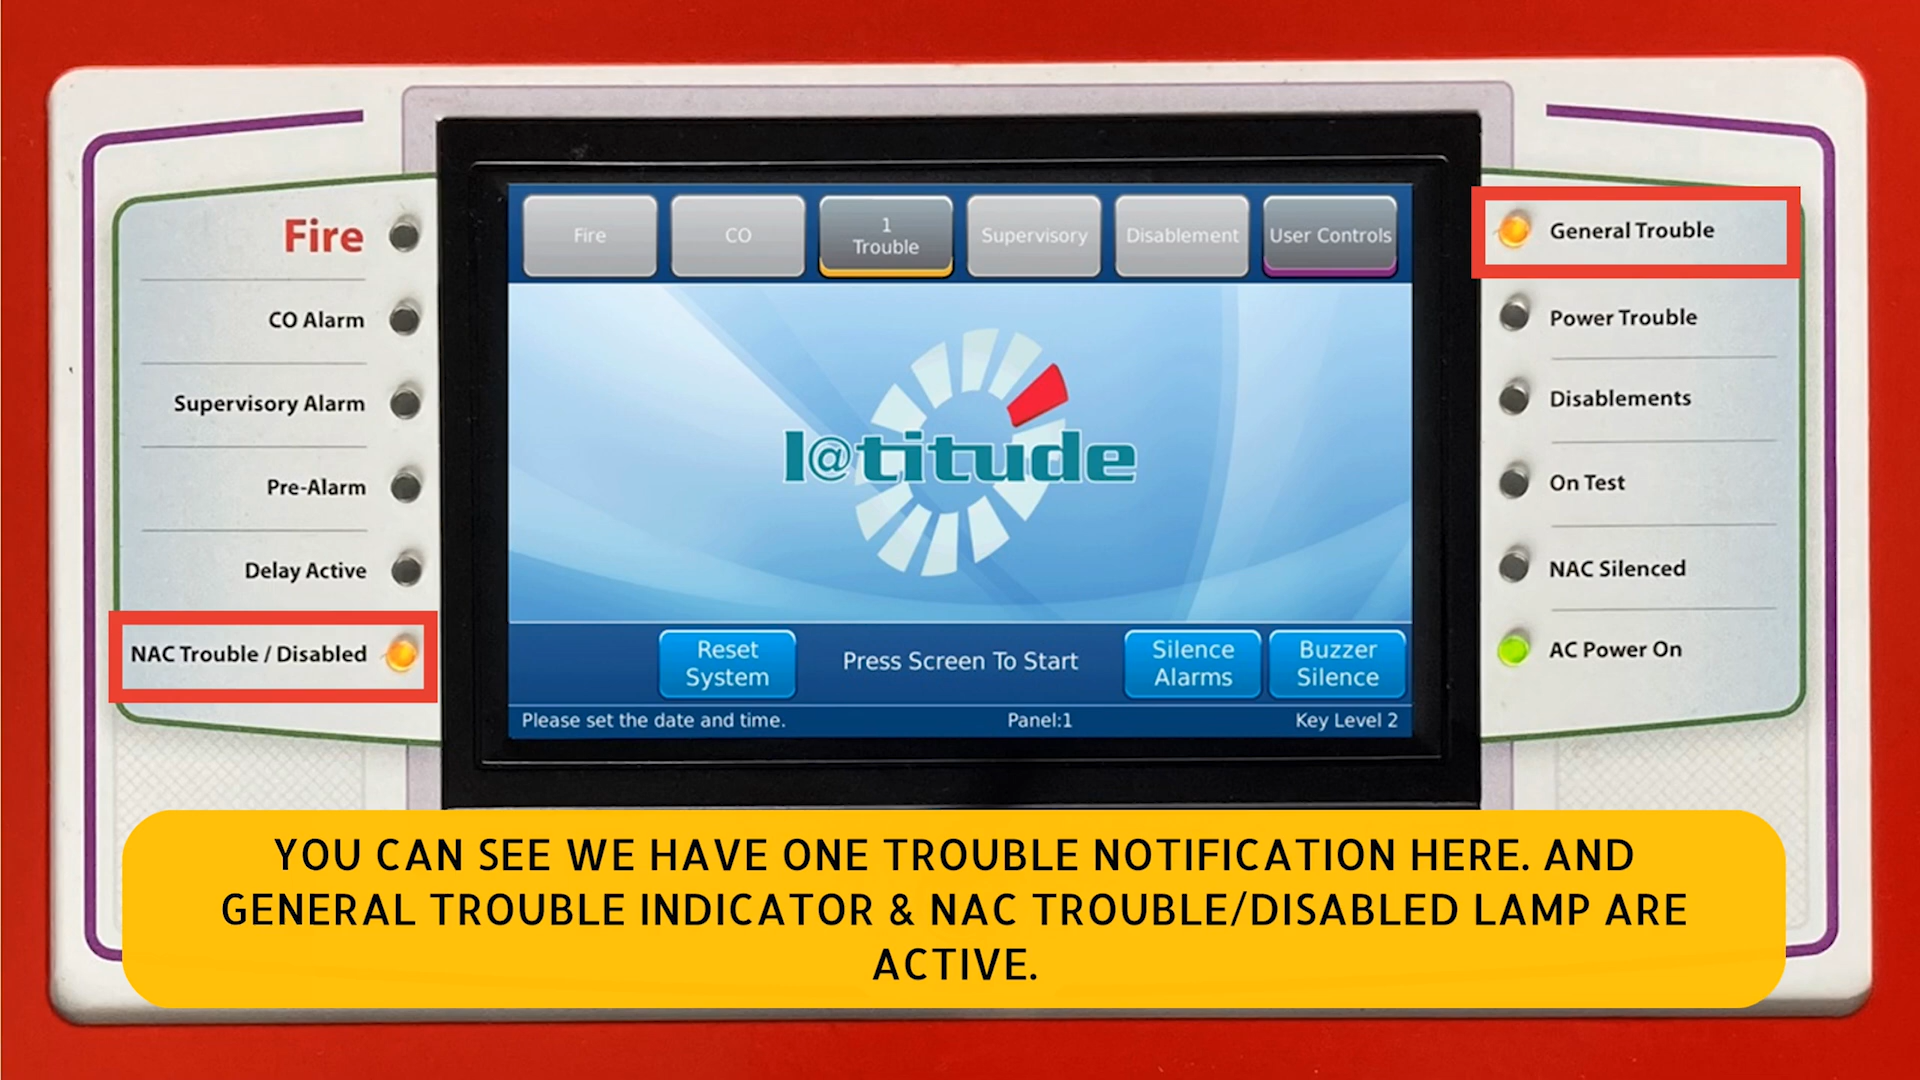 Fire
CO Alarm
Supervisory Alarm
Pre-Alarm
Delay Active
NAC Trouble / Disabled
Fire
CO
1
Trouble
Supervisory
Disablement
User Controls
l@titude
Reset
System
Press Screen To Start
Silence
Alarms
Buzzer
Silence
Please set the date and time.
Panel:1
Key Level 2
General Trouble
Power Trouble
Disablements
On Test
NAC Silenced
AC Power On
YOU CAN SEE WE HAVE ONE TROUBLE NOTIFICATION HERE. AND
GENERAL TROUBLE INDICATOR & NAC TROUBLE/DISABLED LAMP ARE
ACTIVE.